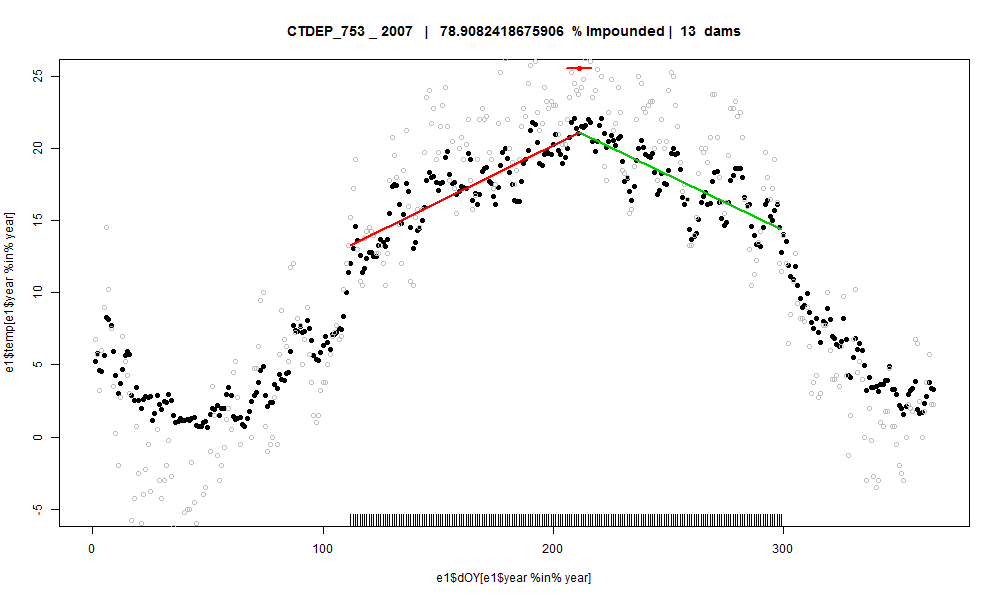 CTDEP_753 _ 2007 | 78.9082418675906 % Impounded | 13 dams
25
20
15
10
5
0
-5
e1$temp[e1$year %in% year]
0 100 200 300
e1$dOY[e1$year %in% year]